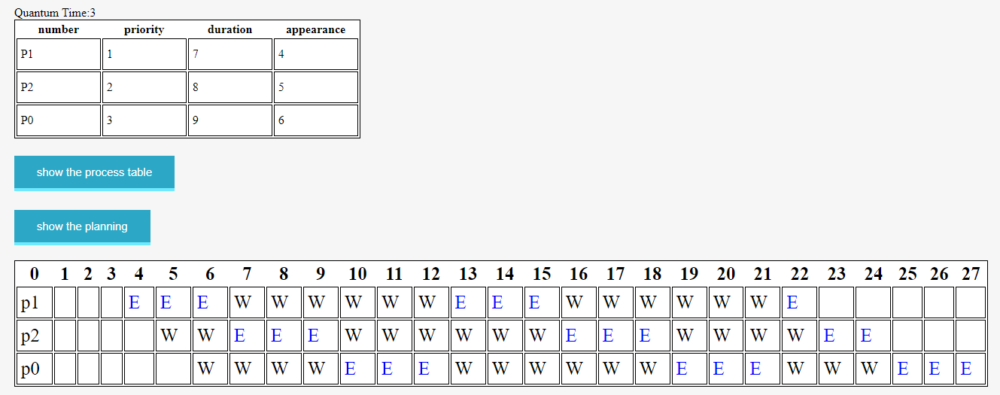 Quantum Time:3
number priority duration appearance
P1 1 7 4
P2 2 8 5
P0 3 9 6
show the process table
show the planning
0 1 2 3 4 5 6 7 8 9 10 11 12 13 14 15 16 17 18 19 20 21 22 23 24 25 26 27
p1 E E E W W W W W W E E E W W W W W W E
p2 W W E E E W W W W W W E E E W W W W E E
p0 W W W W E E E W W W W W W E E E W W W E E E